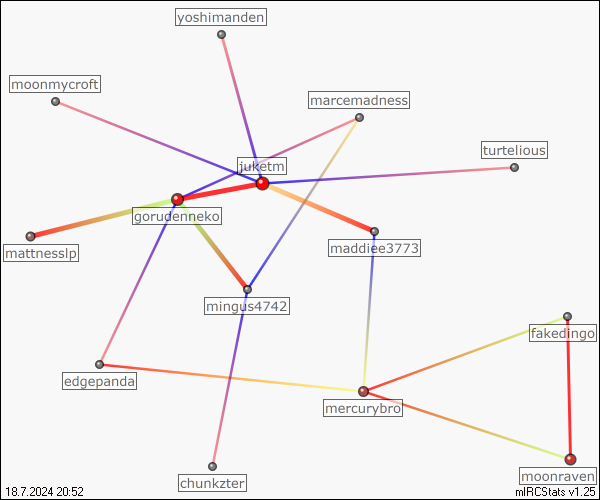 yoshimanden
moonmycroft
marcemadness
turtelious
juketm
gorudenneko
mattnesslp
maddiee3773
mingus4742
fakedingo
edgepanda
mercurybro
chunkzter
moonraven
18.7.2024 20:52
mIRCStats v1.25